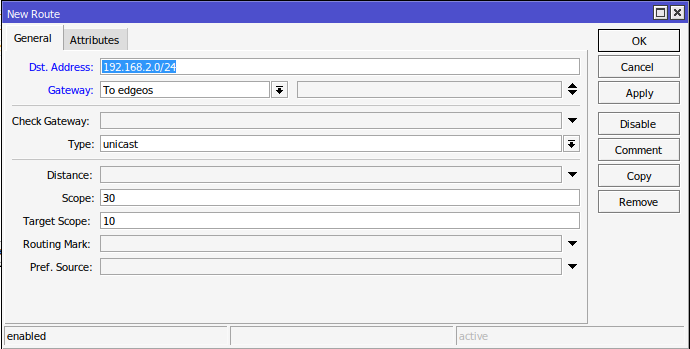 New Route
General Attributes
Dst. Address: 192.168.2.0/24
Gateway: To edgeos
Check Gateway:
Type: unicast
Distance:
Scope: 30
Target Scope: 10
Routing Mark:
Pref. Source:
OK
Cancel
Apply
Disable
Comment
Copy
Remove
enabled active